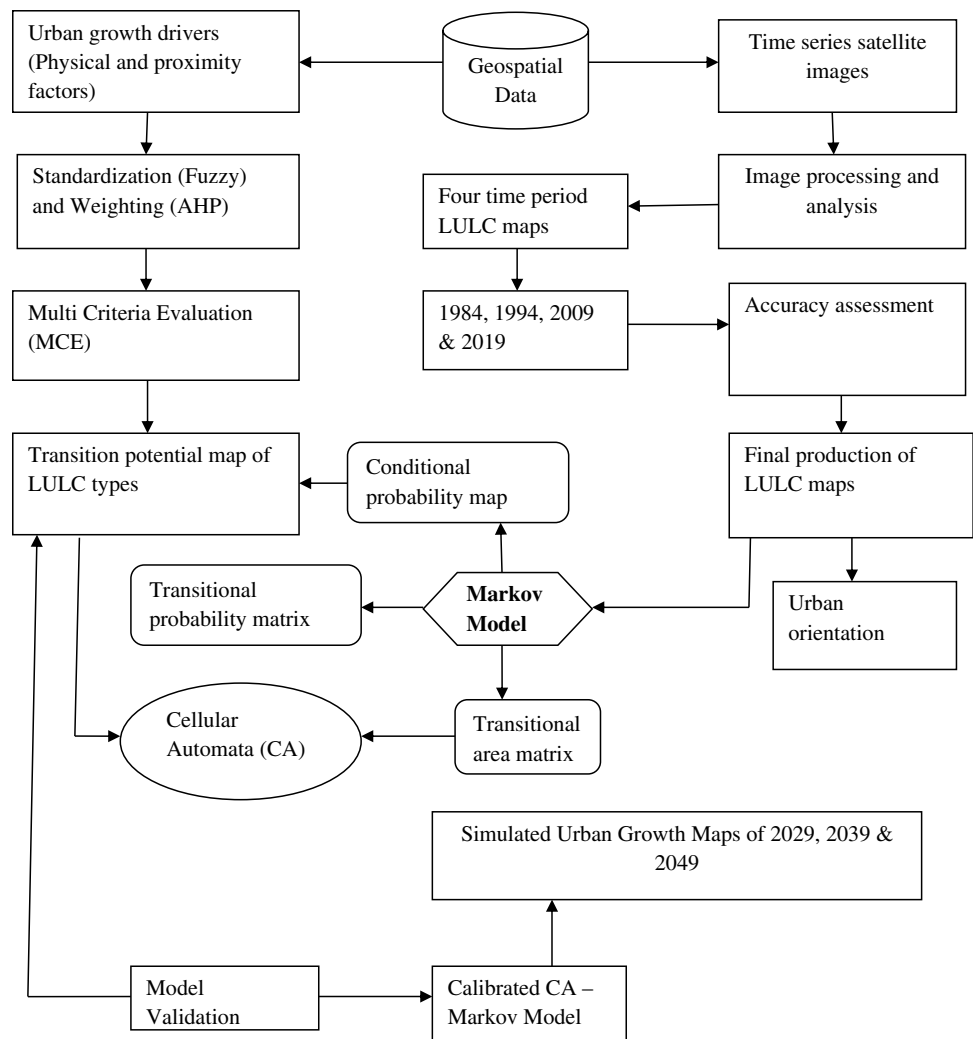 Urban growth drivers
(Physical and proximity
factors)
Geospatial
Data
Time series satellite
images
Standardization (Fuzzy)
and Weighting (AHP)
Four time period
LULC maps
Image processing and
analysis
Multi Criteria Evaluation
(MCE)
1984, 1994, 2009
& 2019
Accuracy assessment
Transition potential map of
LULC types
Conditional
probability map
Final production of
LULC maps
Transitional
probability matrix
Markov
Model
Urban
orientation
Cellular
Automata (CA)
Transitional
area matrix
Simulated Urban Growth Maps of 2029, 2039 &
2049
Model
Validation
Calibrated CA –
Markov Model